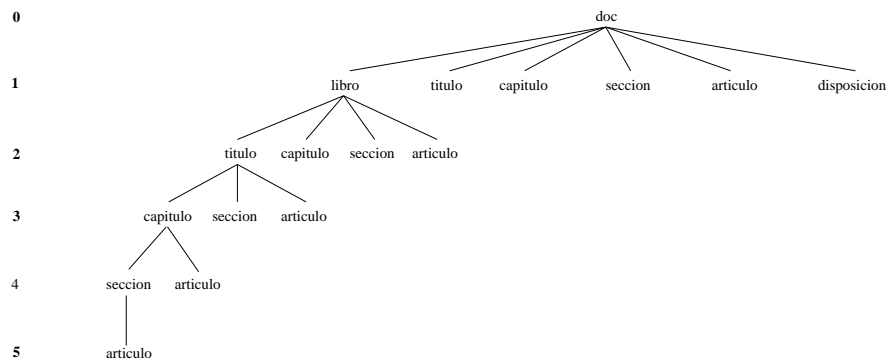 0 doc
1 libro titulo capitulo seccion articulo disposicion
2 titulo capitulo seccion articulo
3 capitulo seccion articulo
4 seccion articulo
5 articulo